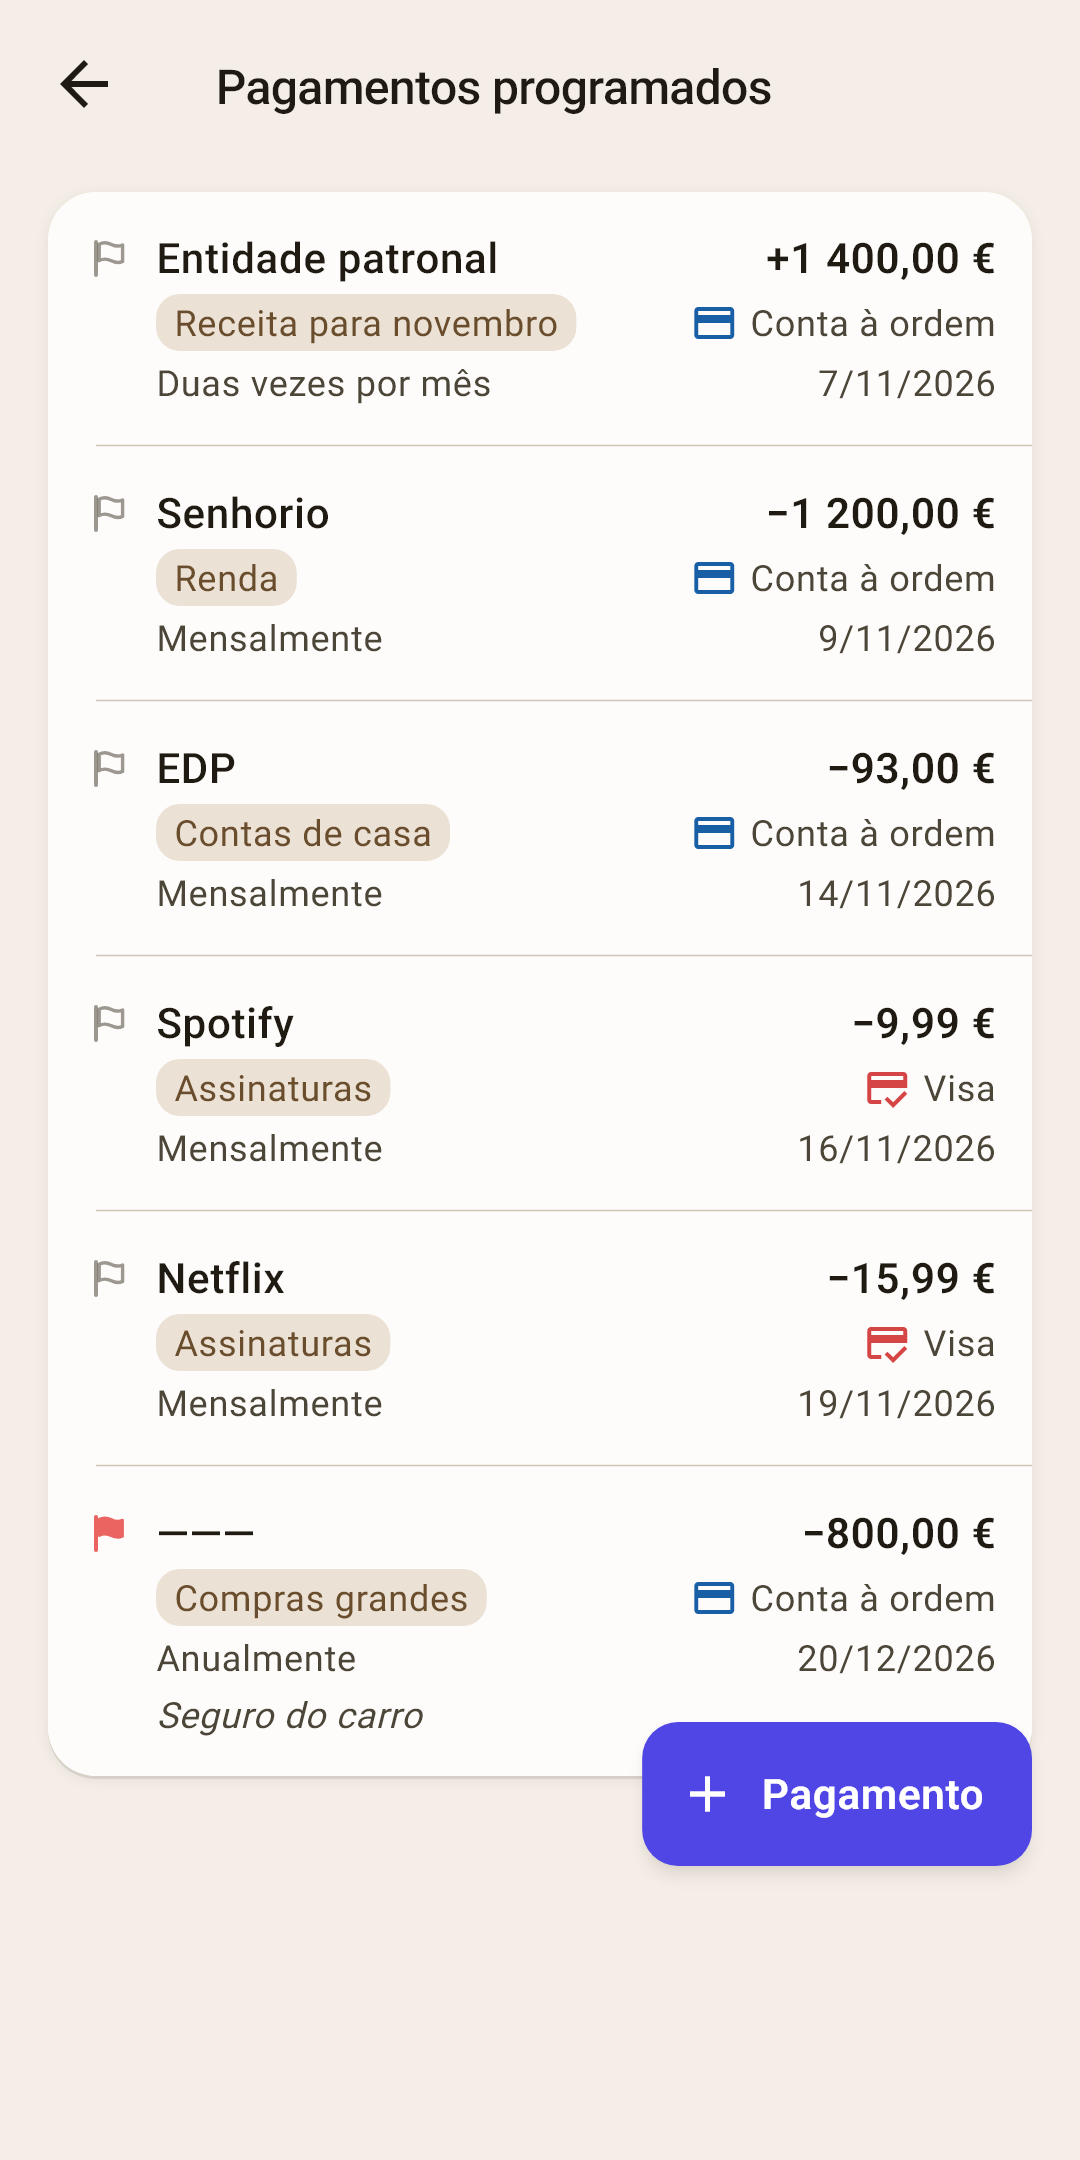 Pagamentos programados
Entidade patronal +1 400,00 €
Receita para novembro Conta à ordem
Duas vezes por mês 7/11/2026
Senhorio −1 200,00 €
Renda Conta à ordem
Mensalmente 9/11/2026
EDP −93,00 €
Contas de casa Conta à ordem
Mensalmente 14/11/2026
Spotify −9,99 €
Assinaturas Visa
Mensalmente 16/11/2026
Netflix −15,99 €
Assinaturas Visa
Mensalmente 19/11/2026
——— −800,00 €
Compras grandes Conta à ordem
Anualmente 20/12/2026
Seguro do carro
+ Pagamento